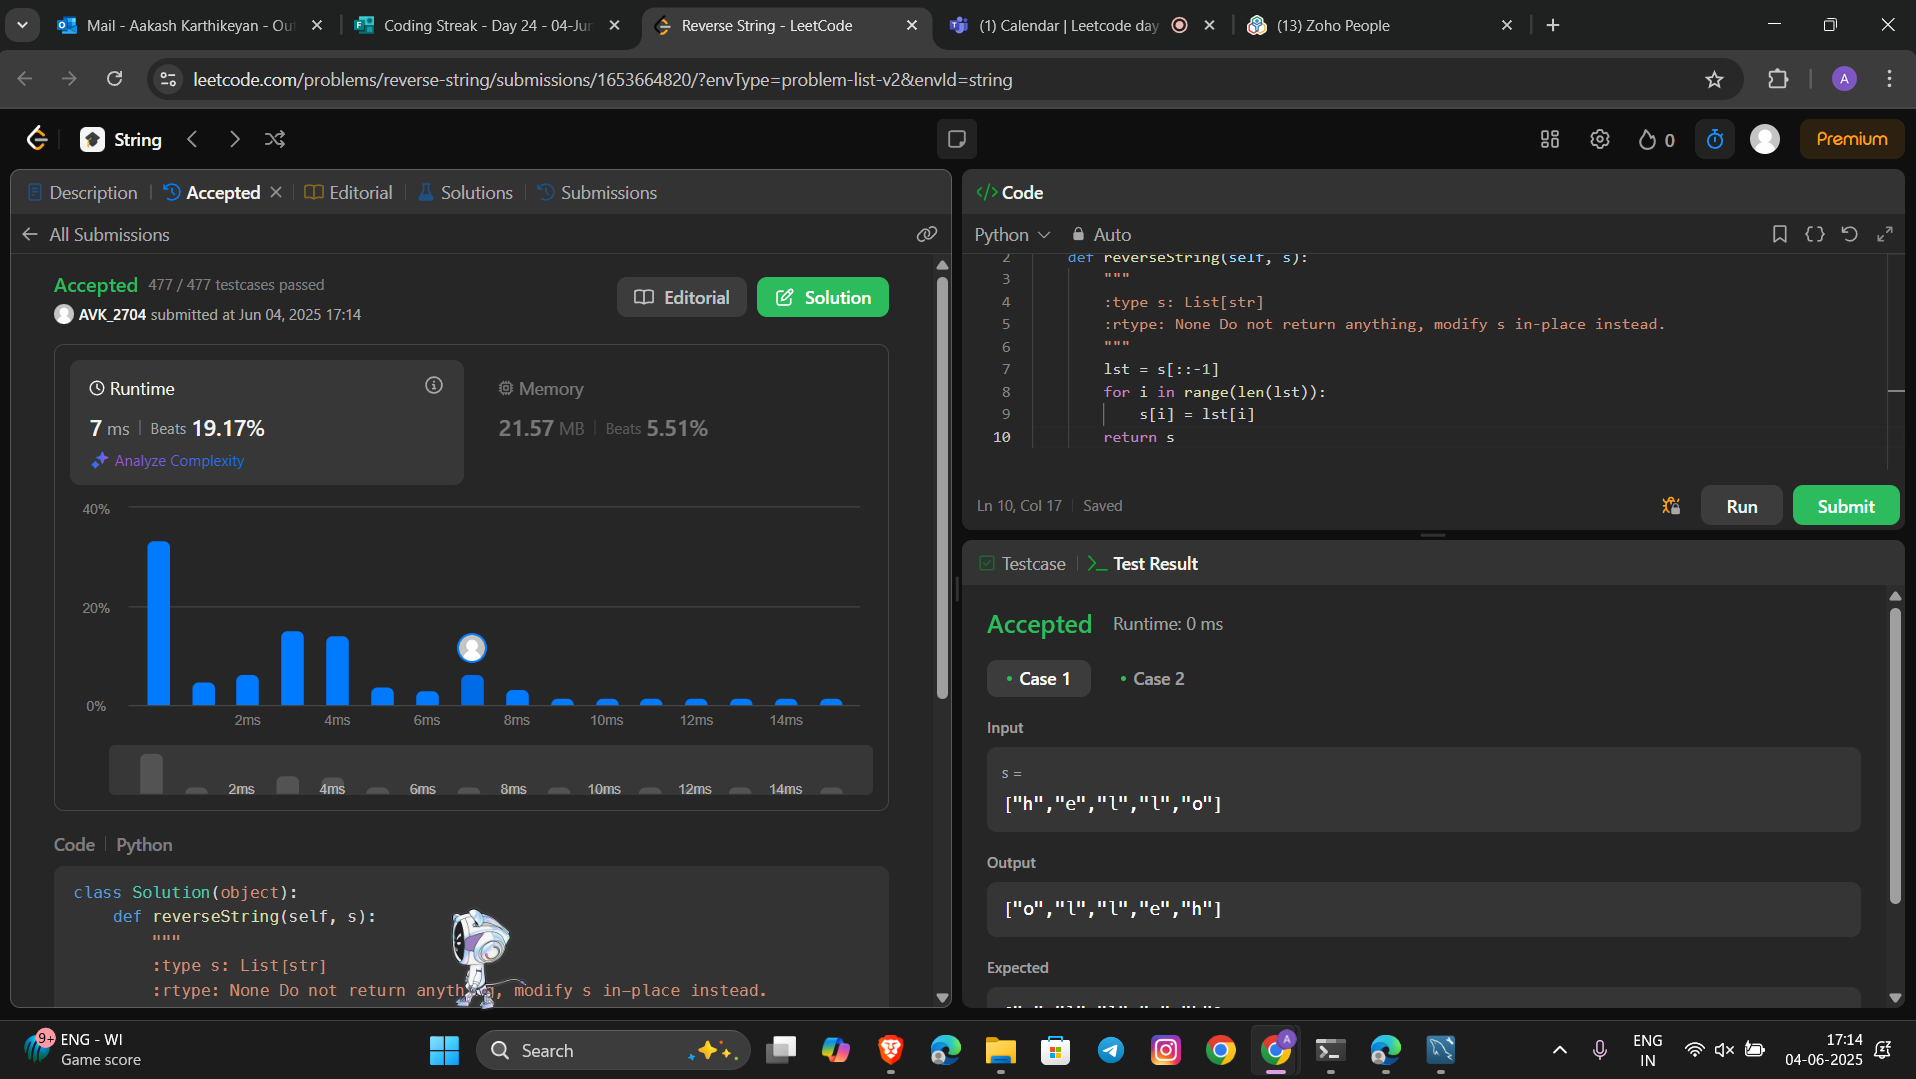 Mail - Aakash Karthikeyan - Out
Coding Streak - Day 24 - 04-Jun
Reverse String - LeetCode
(1) Calendar | Leetcode day
(13) Zoho People
leetcode.com/problems/reverse-string/submissions/1653664820/?envType=problem-list-v2&envId=string
A
String
0
Premium
Description
Accepted
Editorial
Solutions
Submissions
All Submissions
Accepted 477 / 477 testcases passed
AVK_2704 submitted at Jun 04, 2025 17:14
Editorial
Solution
Runtime
7 ms | Beats 19.17%
Analyze Complexity
Memory
21.57 MB | Beats 5.51%
40%
20%
0%
2ms 4ms 6ms 8ms 10ms 12ms 14ms
2ms 4ms 6ms 8ms 10ms 12ms 14ms
Code | Python
class Solution(object):
def reverseString(self, s):
"""
:type s: List[str]
:rtype: None Do not return anything, modify s in-place instead.
</> Code
Python
Auto
2 def reverseString(self, s):
3 """
4 :type s: List[str]
5 :rtype: None Do not return anything, modify s in-place instead.
6 """
7 lst = s[::-1]
8 for i in range(len(lst)):
9 s[i] = lst[i]
10 return s
Ln 10, Col 17 | Saved
Run
Submit
Testcase
Test Result
Accepted Runtime: 0 ms
Case 1
Case 2
Input
s =
["h","e","l","l","o"]
Output
["o","l","l","e","h"]
Expected
9+
ENG - WI
Game score
Search
A
ENG
IN
17:14
04-06-2025